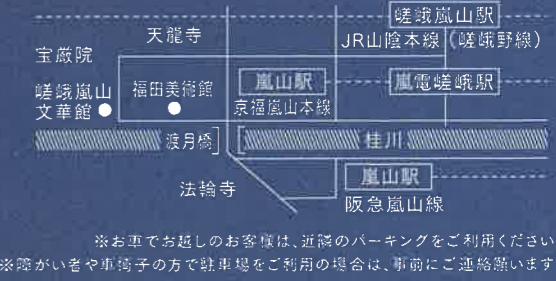 嵯峨嵐山駅
JR山陰本線（嵯峨野線）
天龍寺
宝厳院
嵐山駅
京福嵐山本線
嵐電嵯峨駅
福田美術館
嵯峨嵐山
文華館
渡月橋
桂川
法輪寺
嵐山駅
阪急嵐山線
※お車でお越しのお客様は、近隣のパーキングをご利用ください
※障がい者や車椅子の方で駐車場をご利用の場合は、事前にご連絡願います